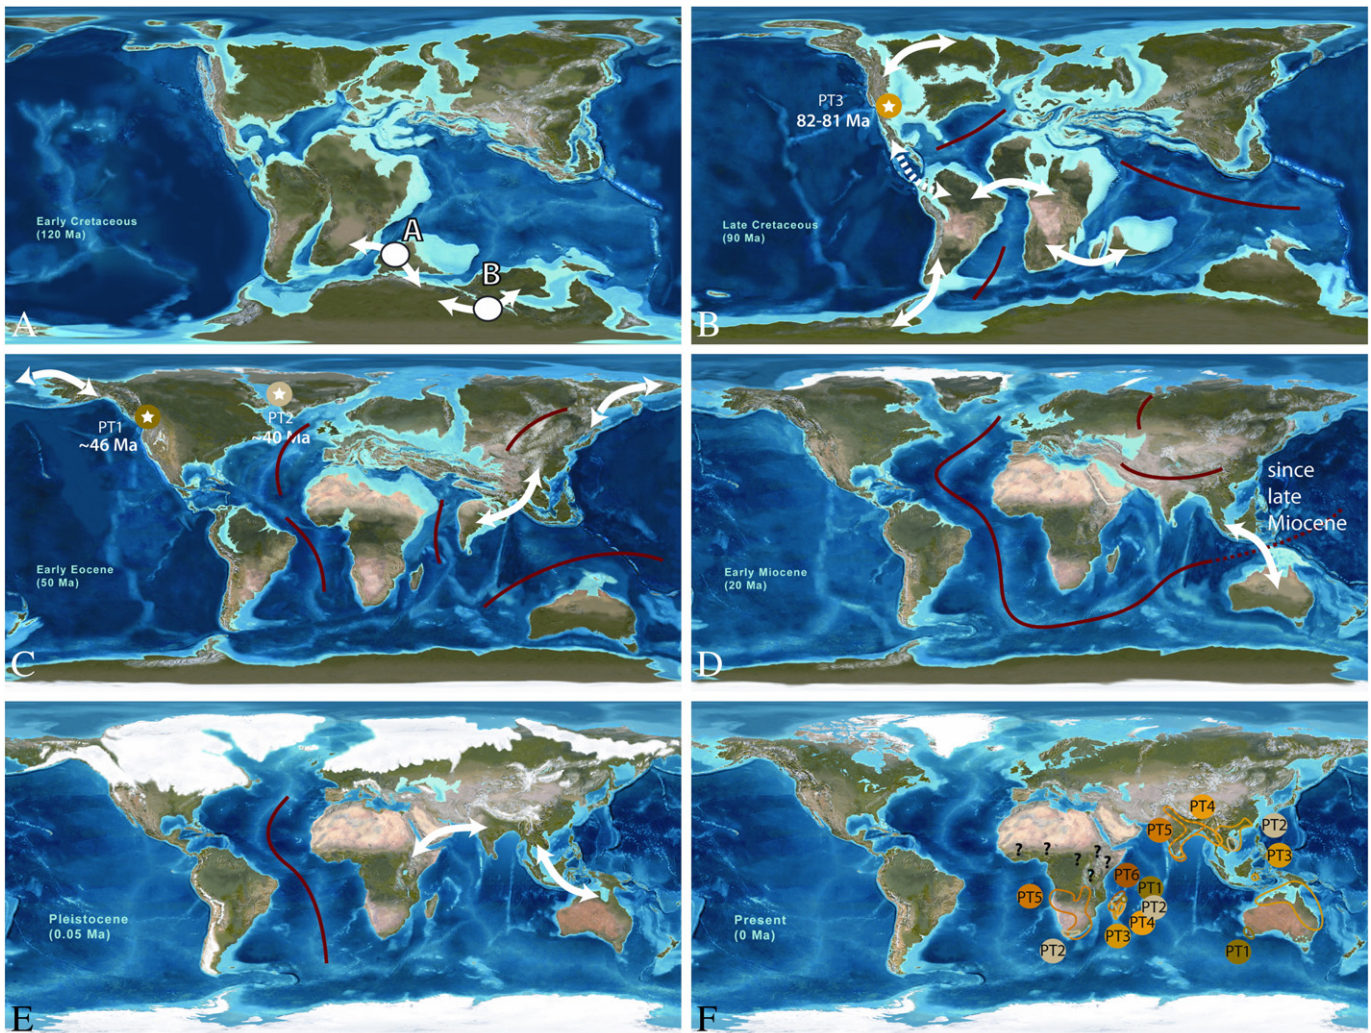 A
B
Early Cretaceous
(120 Ma)
A
PT3
82-81 Ma
Late Cretaceous
(90 Ma)
B
PT1
~46 Ma
PT2
~40 Ma
Early Eocene
(50 Ma)
C
since
late
Miocene
Early Miocene
(20 Ma)
D
Pleistocene
(0.05 Ma)
E
PT4
PT5
PT2
PT3
? ? ? ? ? ?
PT6
PT1
PT5
PT2
PT4
PT3
PT2
PT1
Present
(0 Ma)
F